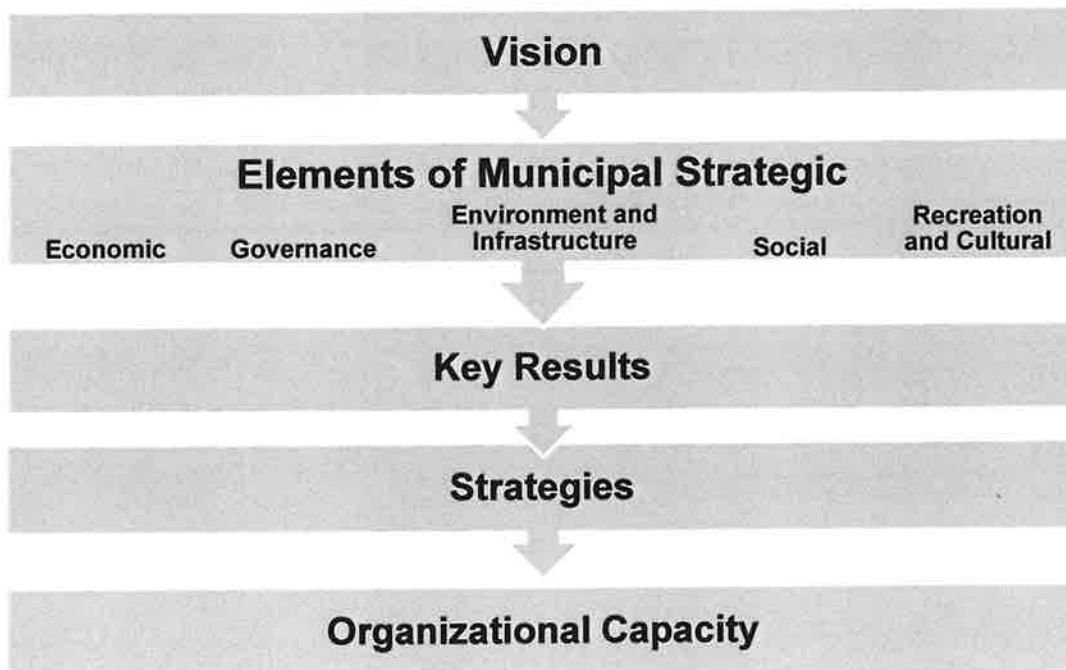 Vision
Elements of Municipal Strategic
Economic
Governance
Environment and
Infrastructure
Social
Recreation
and Cultural
Key Results
Strategies
Organizational Capacity